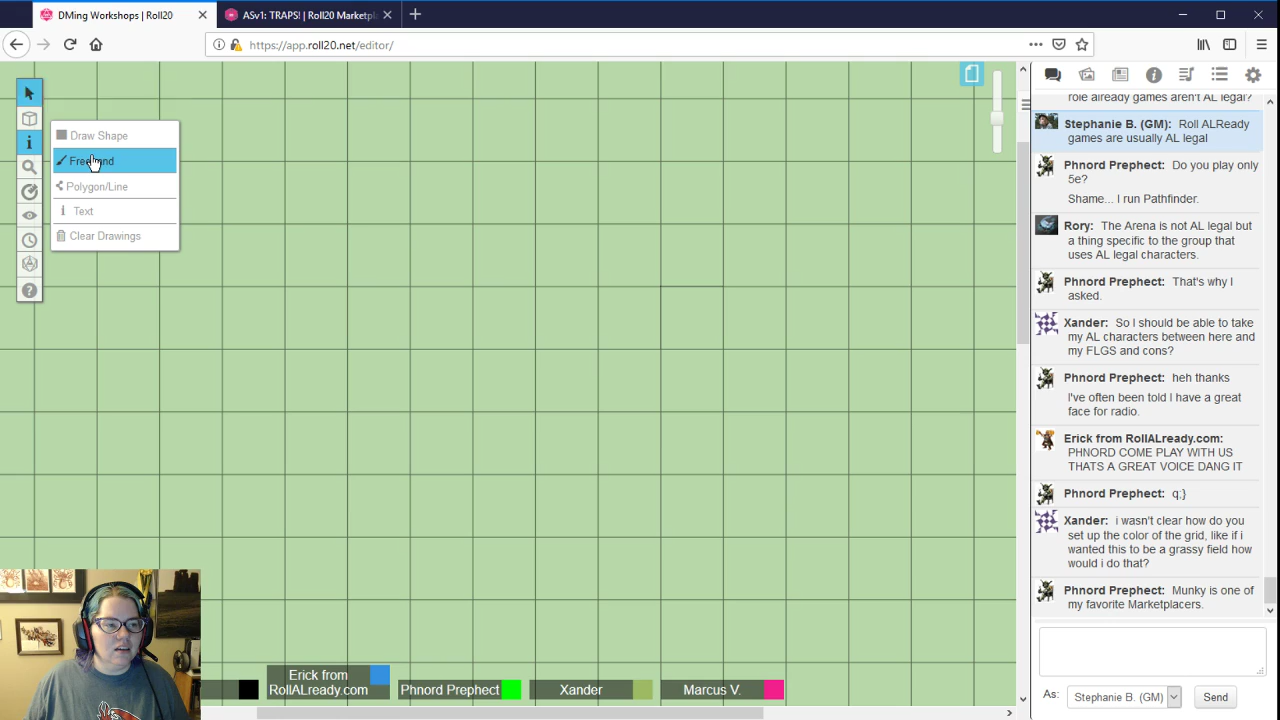 DMing Workshops | Roll20
ASv1: TRAPS! | Roll20 Marketpl
https://app.roll20.net/editor/
Draw Shape
Freehand
Polygon/Line
Text
Clear Drawings
role already games aren't AL legal?
Stephanie B. (GM): Roll ALReady
games are usually AL legal
Phnord Prephect: Do you play only
5e?
Shame... I run Pathfinder.
Rory: The Arena is not AL legal but
a thing specific to the group that
uses AL legal characters.
Phnord Prephect: That's why I
asked.
Xander: So I should be able to take
my AL characters between here and
my FLGS and cons?
Phnord Prephect: heh thanks
I've often been told I have a great
face for radio.
Erick from RollALready.com:
PHNORD COME PLAY WITH US
THATS A GREAT VOICE DANG IT
Phnord Prephect: q;}
Xander: i wasn't clear how do you
set up the color of the grid, like if i
wanted this to be a grassy field how
would i do that?
Phnord Prephect: Munky is one of
my favorite Marketplacers.
As: Stephanie B. (GM) Send
Erick from
RollALready.com
Phnord Prephect
Xander
Marcus V.